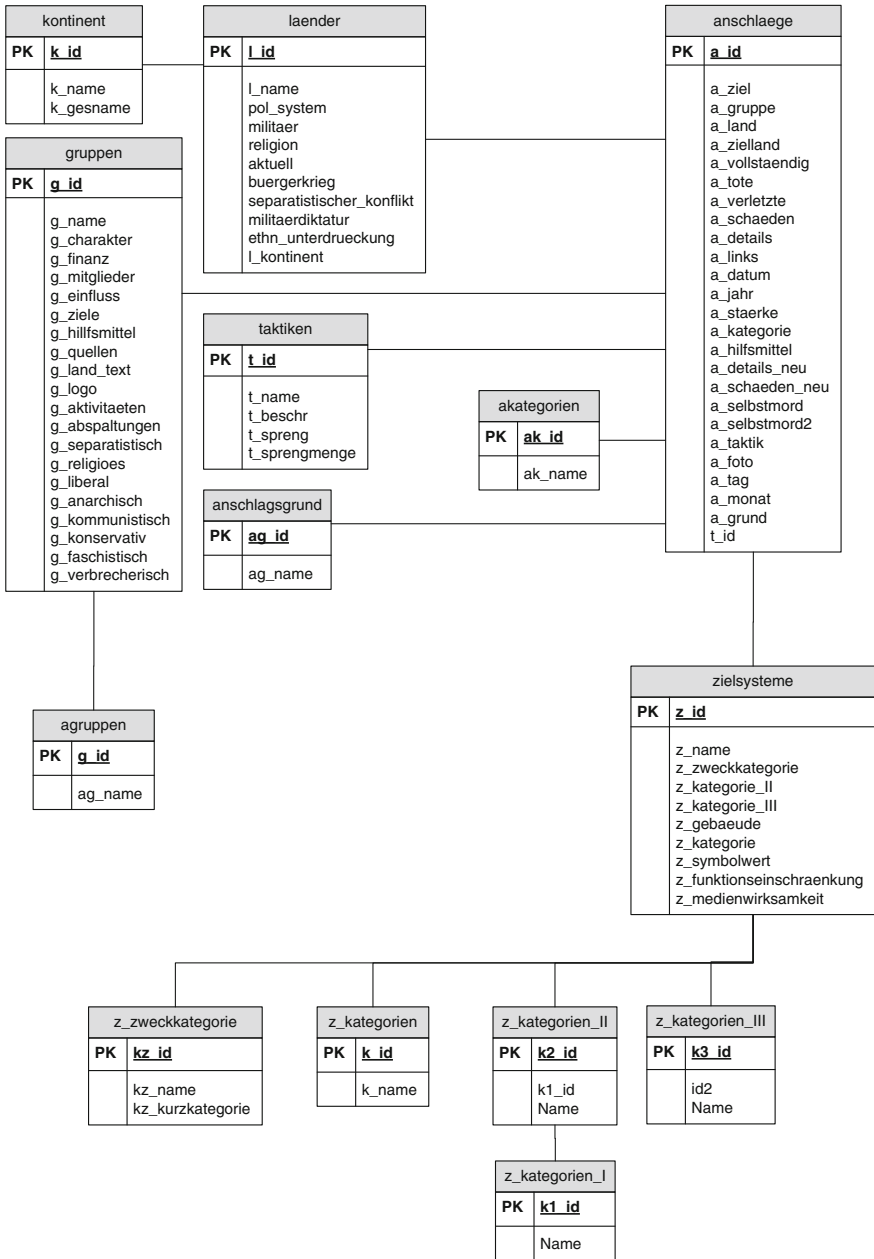 kontinent
PK k_id
k_name
k_gesname
laender
PK l_id
l_name
pol_system
militaer
religion
aktuell
buergerkrieg
separatistischer_konflikt
militaerdiktatur
ethn_unterdrueckung
l_kontinent
anschlaege
PK a_id
a_ziel
a_gruppe
a_land
a_zielland
a_vollstaendig
a_tote
a_verletzte
a_schaeden
a_details
a_links
a_datum
a_jahr
a_staerke
a_kategorie
a_hilfsmittel
a_details_neu
a_schaeden_neu
a_selbstmord
a_selbstmord2
a_taktik
a_foto
a_tag
a_monat
a_grund
t_id
gruppen
PK g_id
g_name
g_charakter
g_finanz
g_mitglieder
g_einfluss
g_ziele
g_hillfsmittel
g_quellen
g_land_text
g_logo
g_aktivitaeten
g_abspaltungen
g_separatistisch
g_religioes
g_liberal
g_anarchisch
g_kommunistisch
g_konservativ
g_faschistisch
g_verbrecherisch
taktiken
PK t_id
t_name
t_beschr
t_spreng
t_sprengmenge
akategorien
PK ak_id
ak_name
anschlagsgrund
PK ag_id
ag_name
agruppen
PK g_id
ag_name
zielsysteme
PK z_id
z_name
z_zweckkategorie
z_kategorie_II
z_kategorie_III
z_gebaeude
z_kategorie
z_symbolwert
z_funktionseinschraenkung
z_medienwirksamkeit
z_zweckkategorie
PK kz_id
kz_name
kz_kurzkategorie
z_kategorien
PK k_id
k_name
z_kategorien_II
PK k2_id
k1_id
Name
z_kategorien_III
PK k3_id
id2
Name
z_kategorien_I
PK k1_id
Name